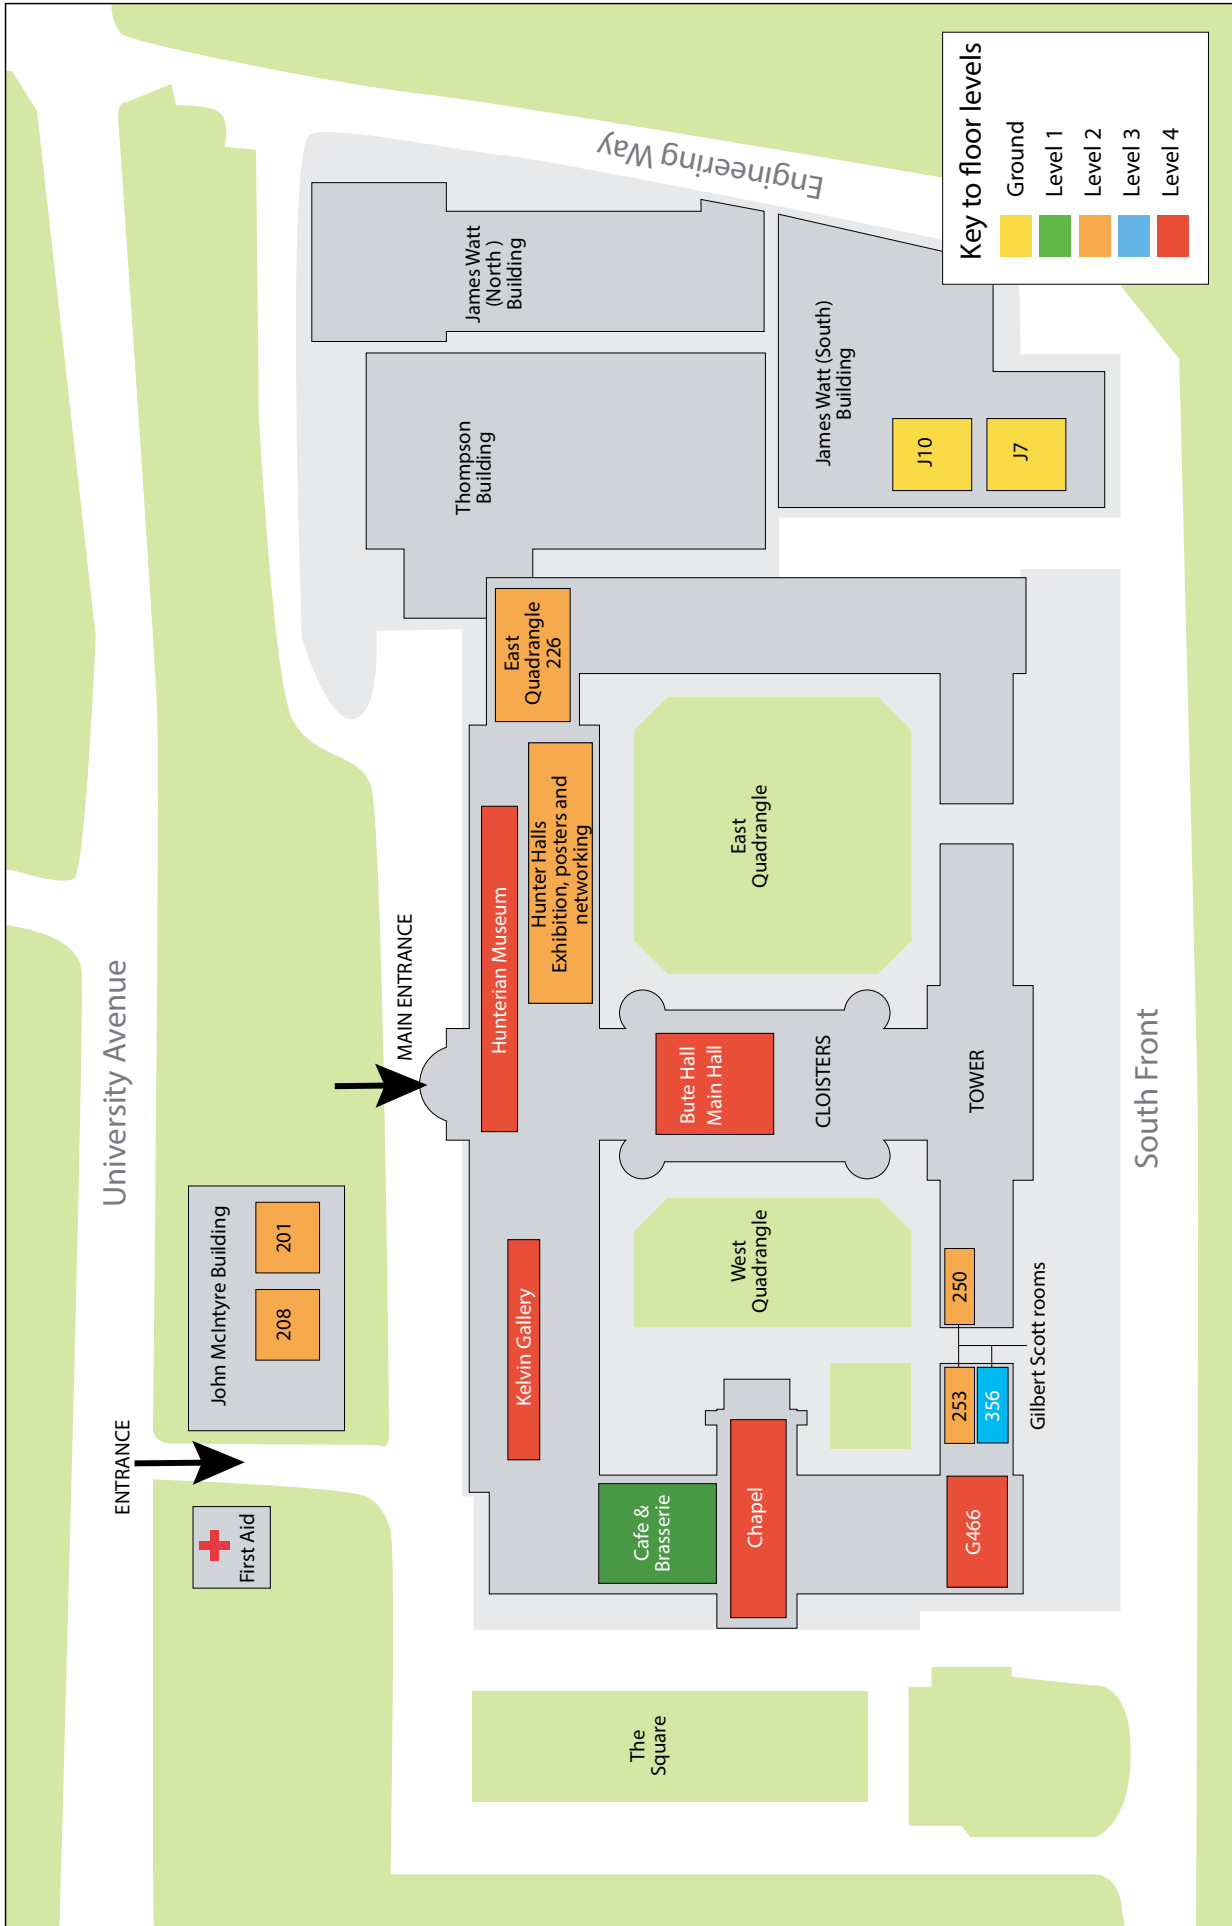 University Avenue
ENTRANCE
First Aid
John McIntyre Building
208
201
MAIN ENTRANCE
Kelvin Gallery
Hunterian Museum
Hunter Halls
Exhibition, posters and
networking
East
Quadrangle
226
Thompson
Building
James Watt
(North )
Building
Engineering Way
James Watt (South)
Building
J10
J7
The
Square
Cafe &
Brasserie
Chapel
G466
West
Quadrangle
Bute Hall
Main Hall
CLOISTERS
East
Quadrangle
TOWER
253
356
250
Gilbert Scott rooms
South Front
Key to floor levels
Ground
Level 1
Level 2
Level 3
Level 4